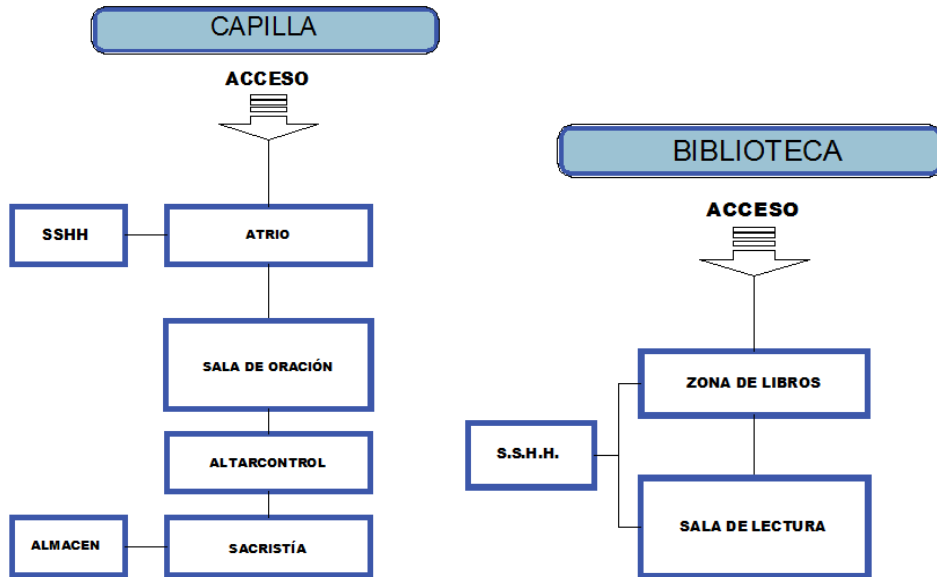 CAPILLA
ACCESO
SSHH
ATRIO
SALA DE ORACIÓN
ALTARCONTROL
ALMACEN
SACRISTÍA
BIBLIOTECA
ACCESO
ZONA DE LIBROS
S.S.H.H.
SALA DE LECTURA